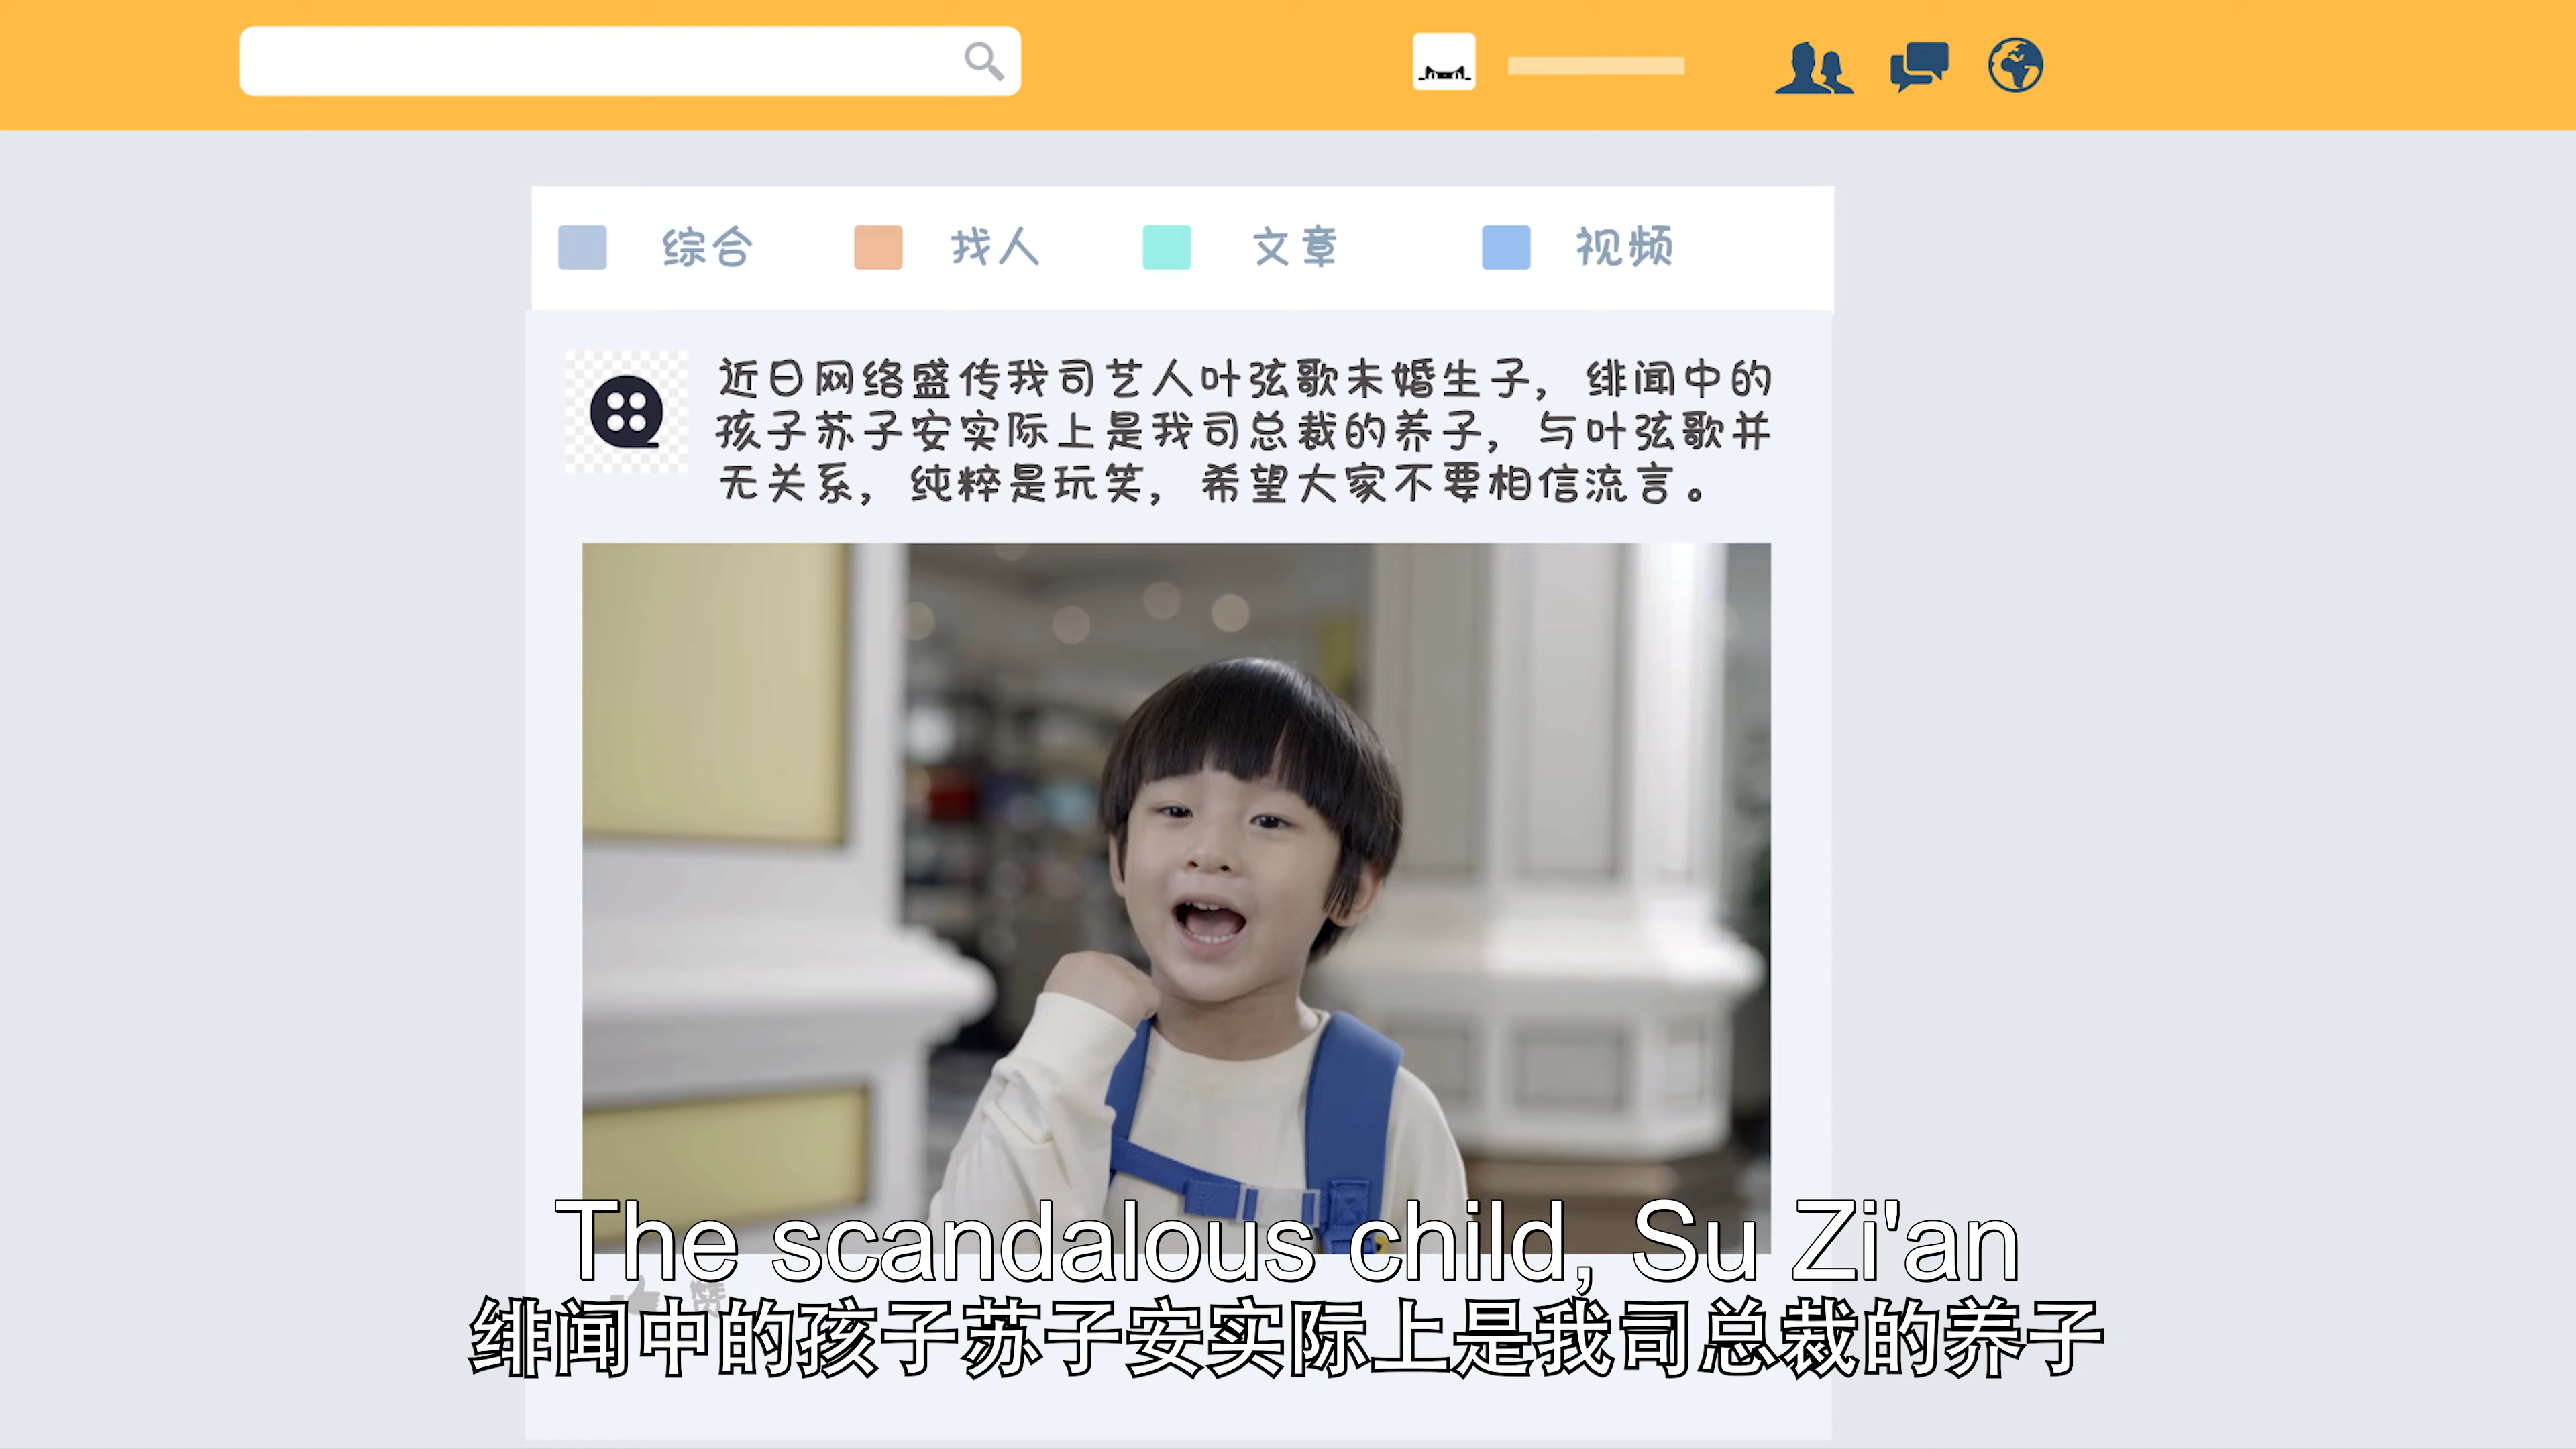 综合
找人
文章
视频
近日网络盛传我司艺人叶弦歌未婚生子，绯闻中的
孩子苏子安实际上是我司总裁的养子，与叶弦歌并
无关系，纯粹是玩笑，希望大家不要相信流言。
赞
The scandalous child, Su Zi'an
绯闻中的孩子苏子安实际上是我司总裁的养子